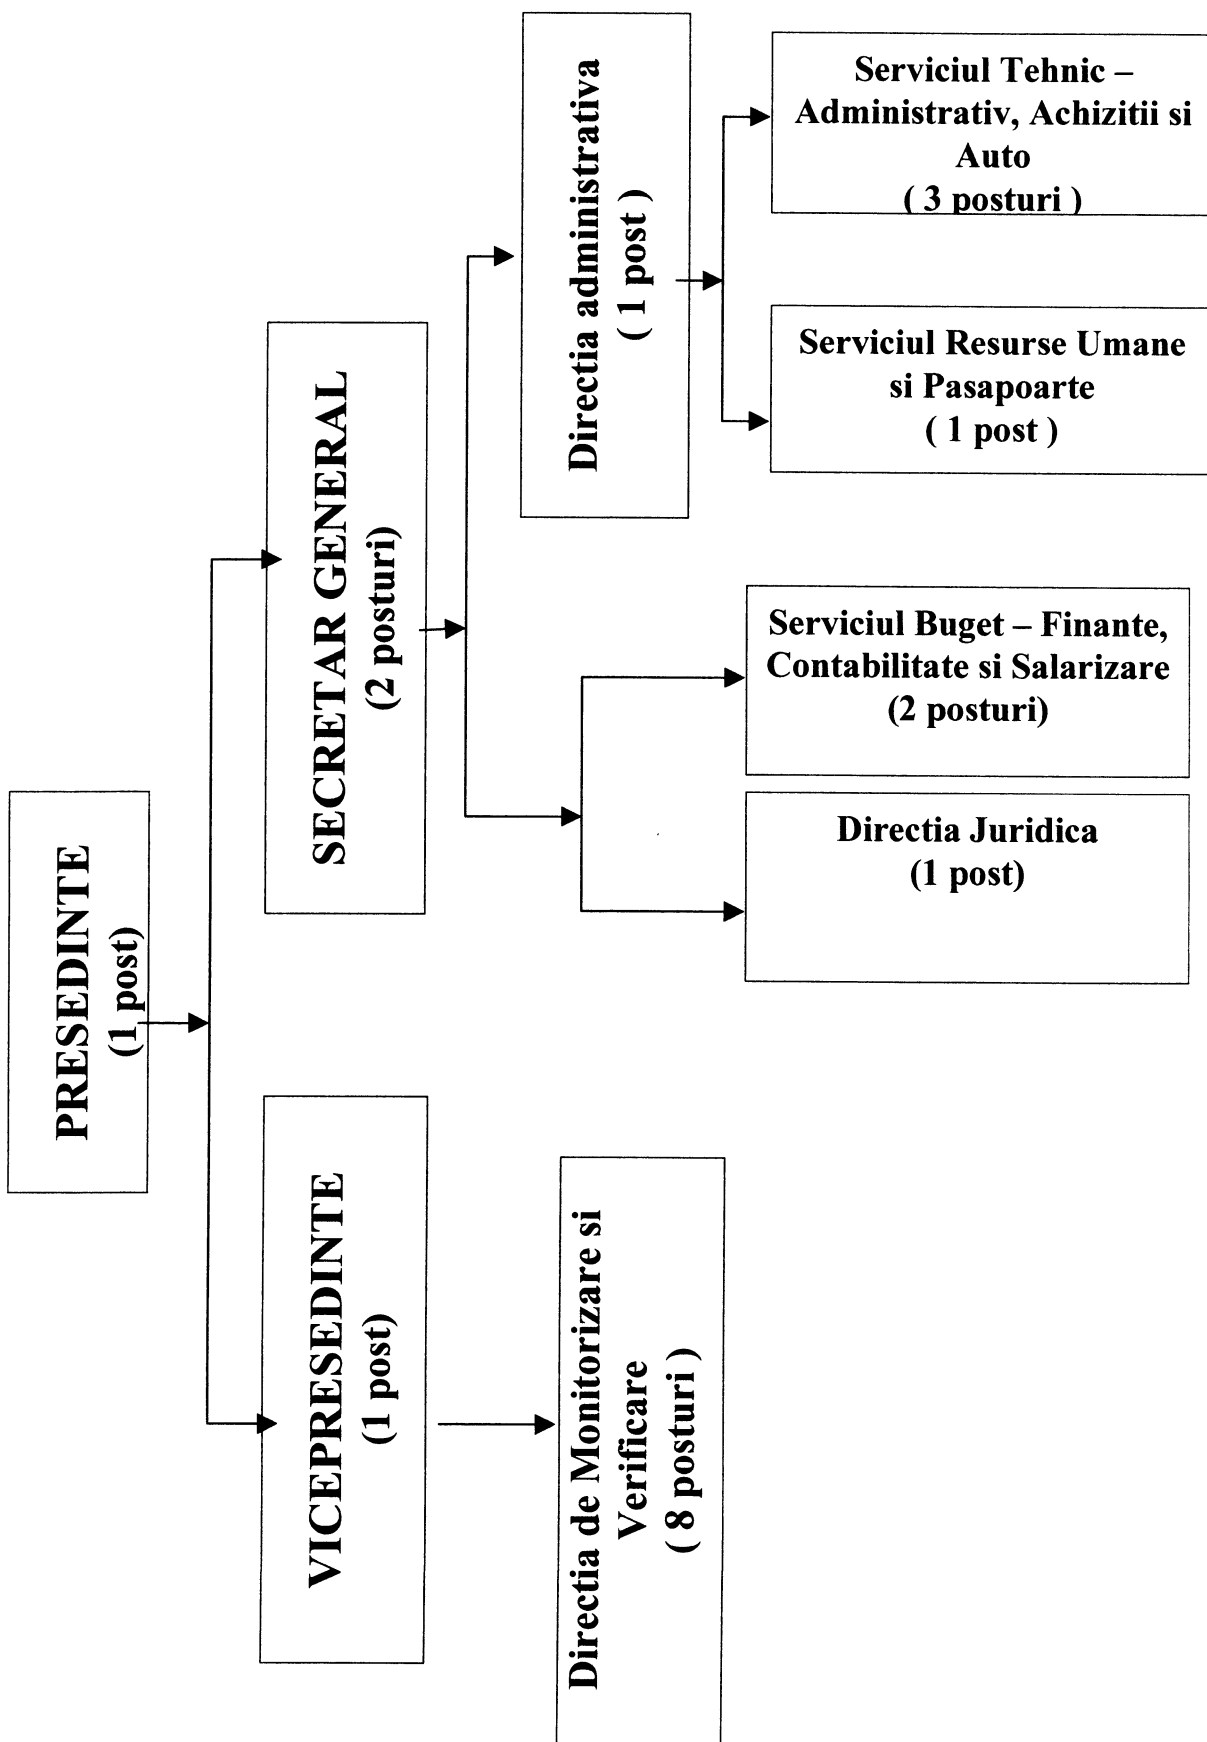 PRESEDINTE
(1 post)
VICEPRESEDINTE
(1 post)
SECRETAR GENERAL
(2 posturi)
Directia de Monitorizare si
Verificare
( 8 posturi )
Directia administrativa
( 1 post )
Serviciul Tehnic –
Administrativ, Achizitii si
Auto
( 3 posturi )
Serviciul Resurse Umane
si Pasapoarte
( 1 post )
Serviciul Buget – Finante,
Contabilitate si Salarizare
(2 posturi)
Directia Juridica
(1 post)